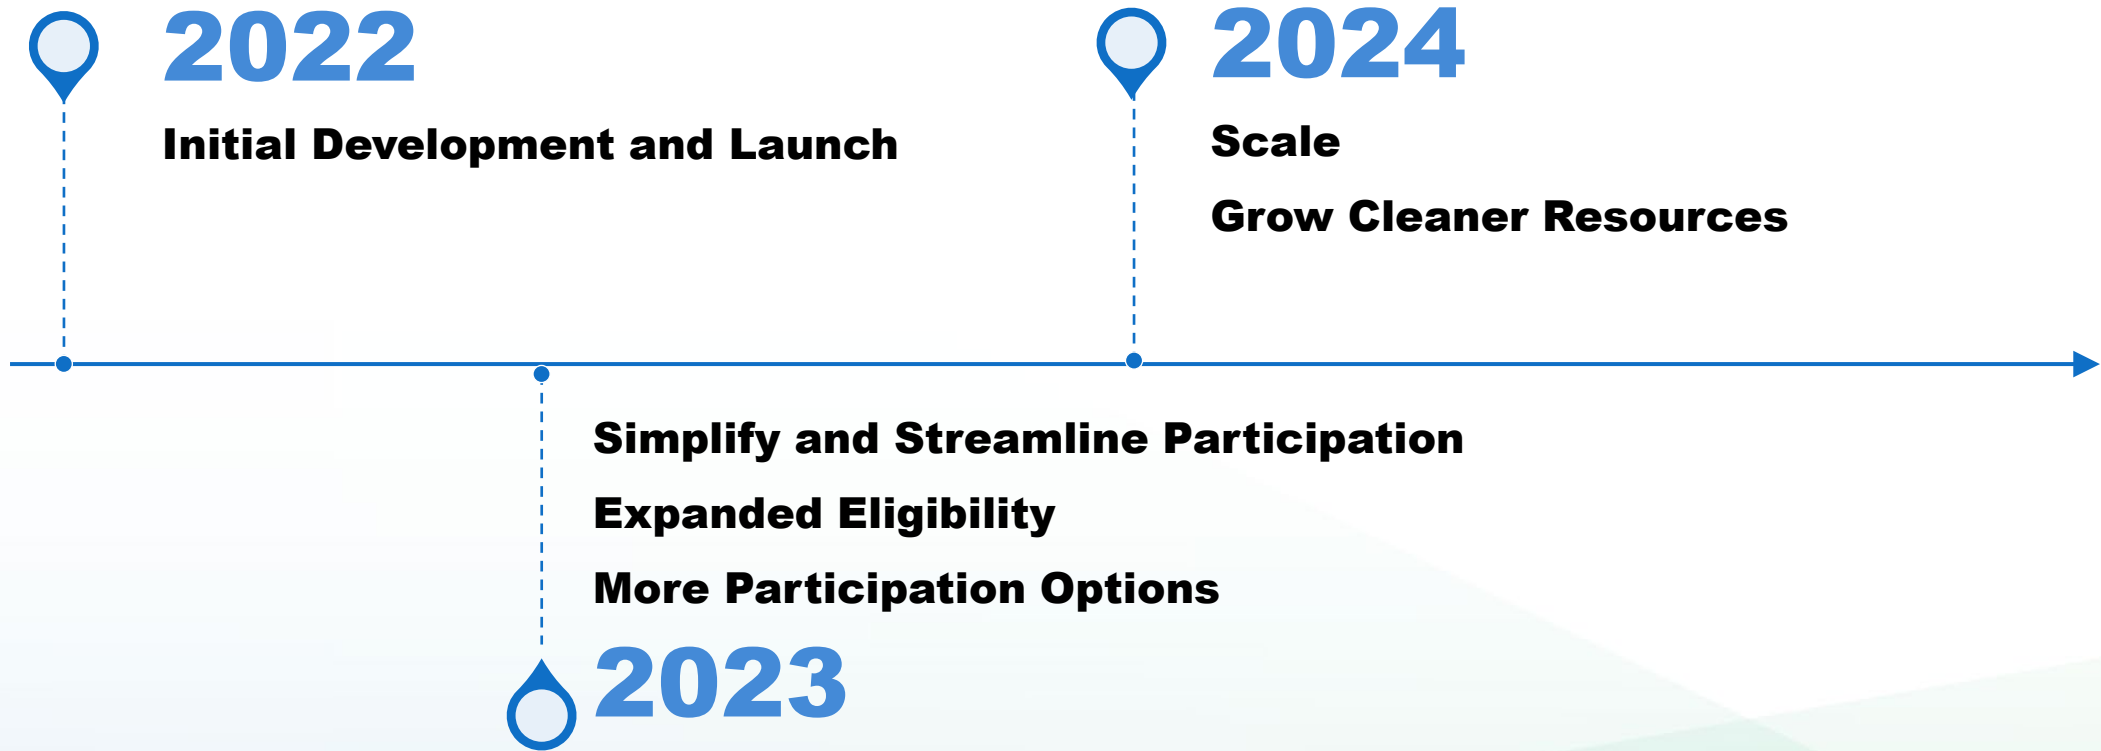 2022
Initial Development and Launch
2024
Scale
Grow Cleaner Resources
Simplify and Streamline Participation
Expanded Eligibility
More Participation Options
2023